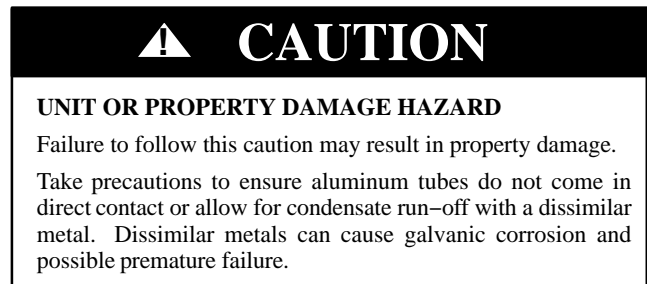 CAUTION
UNIT OR PROPERTY DAMAGE HAZARD
Failure to follow this caution may result in property damage.
Take precautions to ensure aluminum tubes do not come in
direct contact or allow for condensate run−off with a dissimilar
metal. Dissimilar metals can cause galvanic corrosion and
possible premature failure.